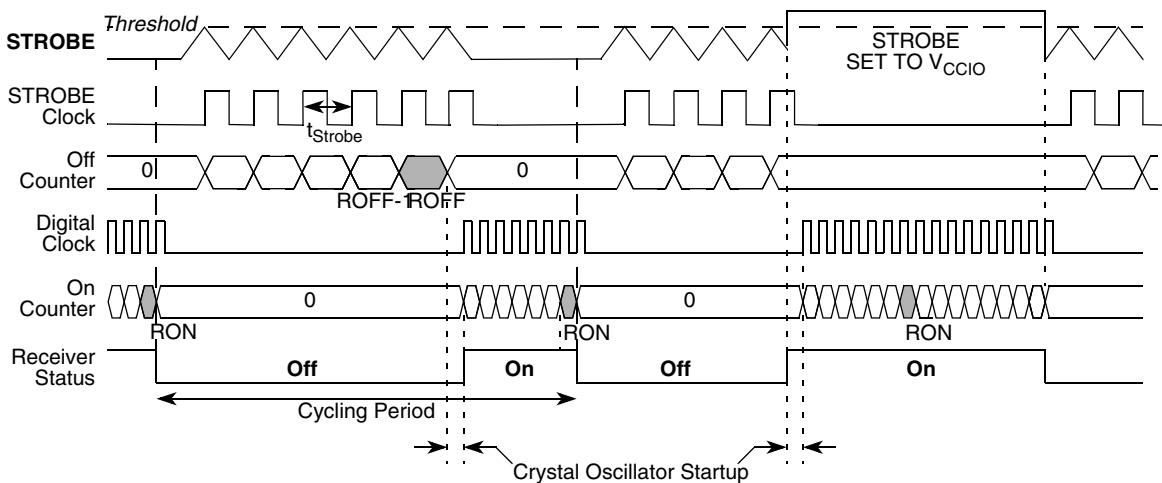 Threshold
STROBE
STROBE
SET TO VCCIO
STROBE
Clock
tStrobe
Off
Counter
0
0
ROFF-1
ROFF
Digital
Clock
On
Counter
0
0
RON
RON
RON
Receiver
Status
Off
On
Off
On
Cycling Period
Crystal Oscillator Startup